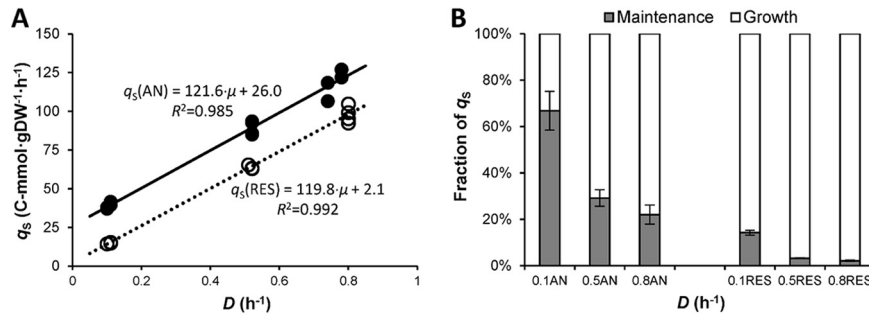 A
150
125
100
75
50
25
0
qs (C-mmol·gDW⁻¹·h⁻¹)
qs(AN) = 121.6·μ + 26.0
R²=0.985
qs(RES) = 119.8·μ + 2.1
R²=0.992
0 0.2 0.4 0.6 0.8 1
D (h⁻¹)
B
Maintenance Growth
100%
80%
60%
40%
20%
0%
Fraction of qs
0.1AN 0.5AN 0.8AN 0.1RES 0.5RES 0.8RES
D (h⁻¹)